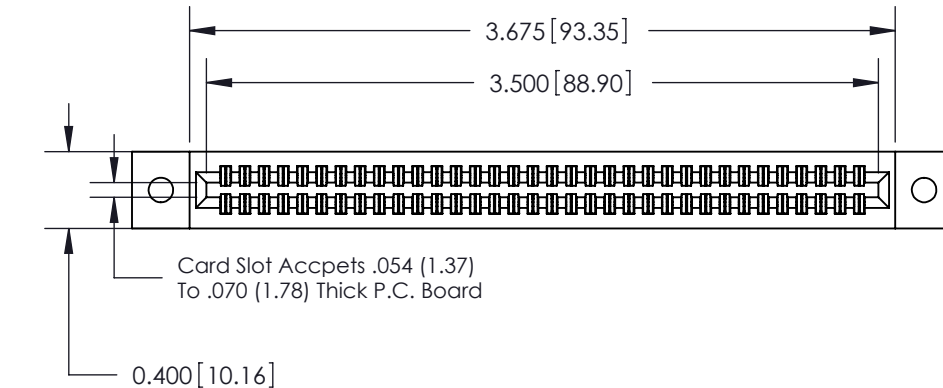 3.675[93.35]
3.500[88.90]
Card Slot Accpets .054 (1.37)
To .070 (1.78) Thick P.C. Board
0.400[10.16]